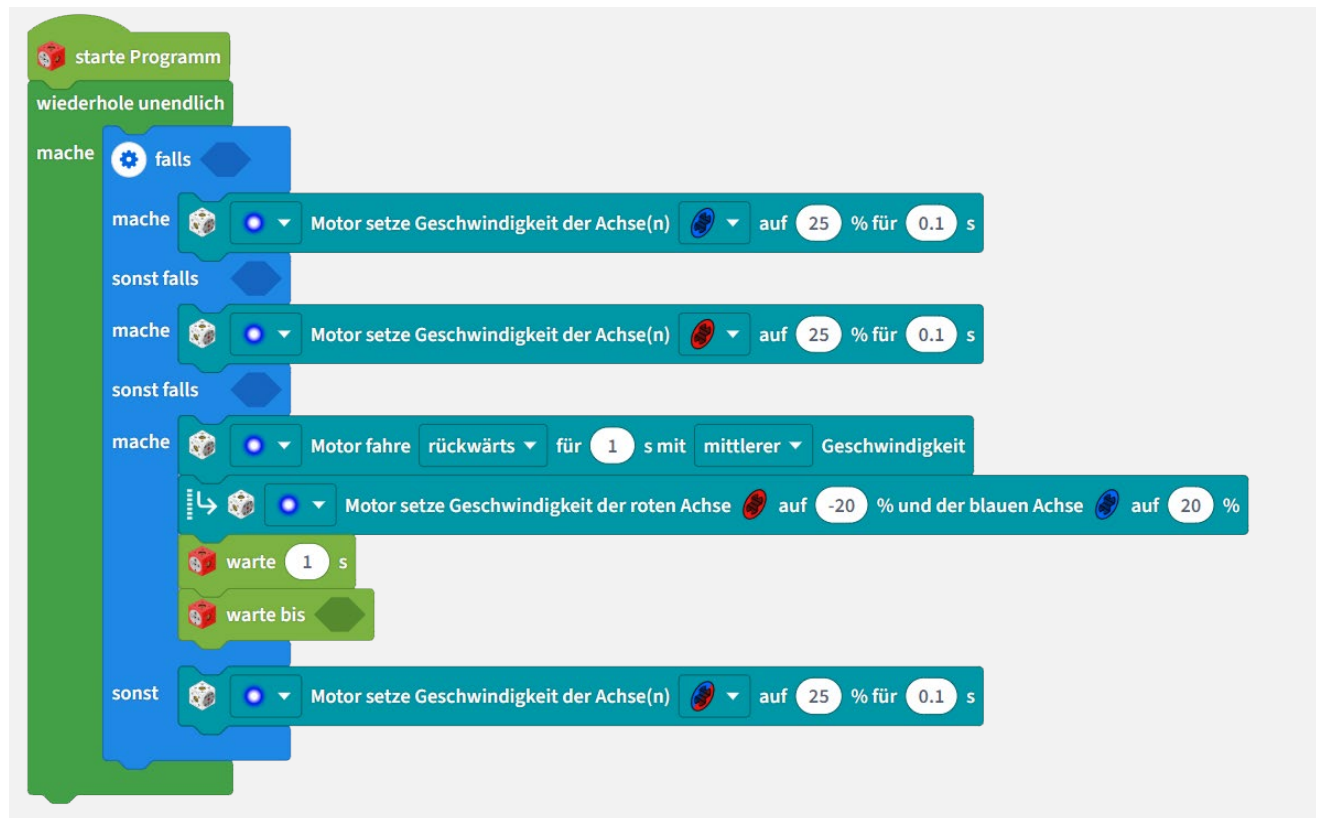 starte Programm
wiederhole unendlich
mache falls
mache Motor setze Geschwindigkeit der Achse(n) auf 25 % für 0.1 s
sonst falls
mache Motor setze Geschwindigkeit der Achse(n) auf 25 % für 0.1 s
sonst falls
mache Motor fahre rückwärts für 1 s mit mittlerer Geschwindigkeit
Motor setze Geschwindigkeit der roten Achse auf -20 % und der blauen Achse auf 20 %
warte 1 s
warte bis
sonst Motor setze Geschwindigkeit der Achse(n) auf 25 % für 0.1 s